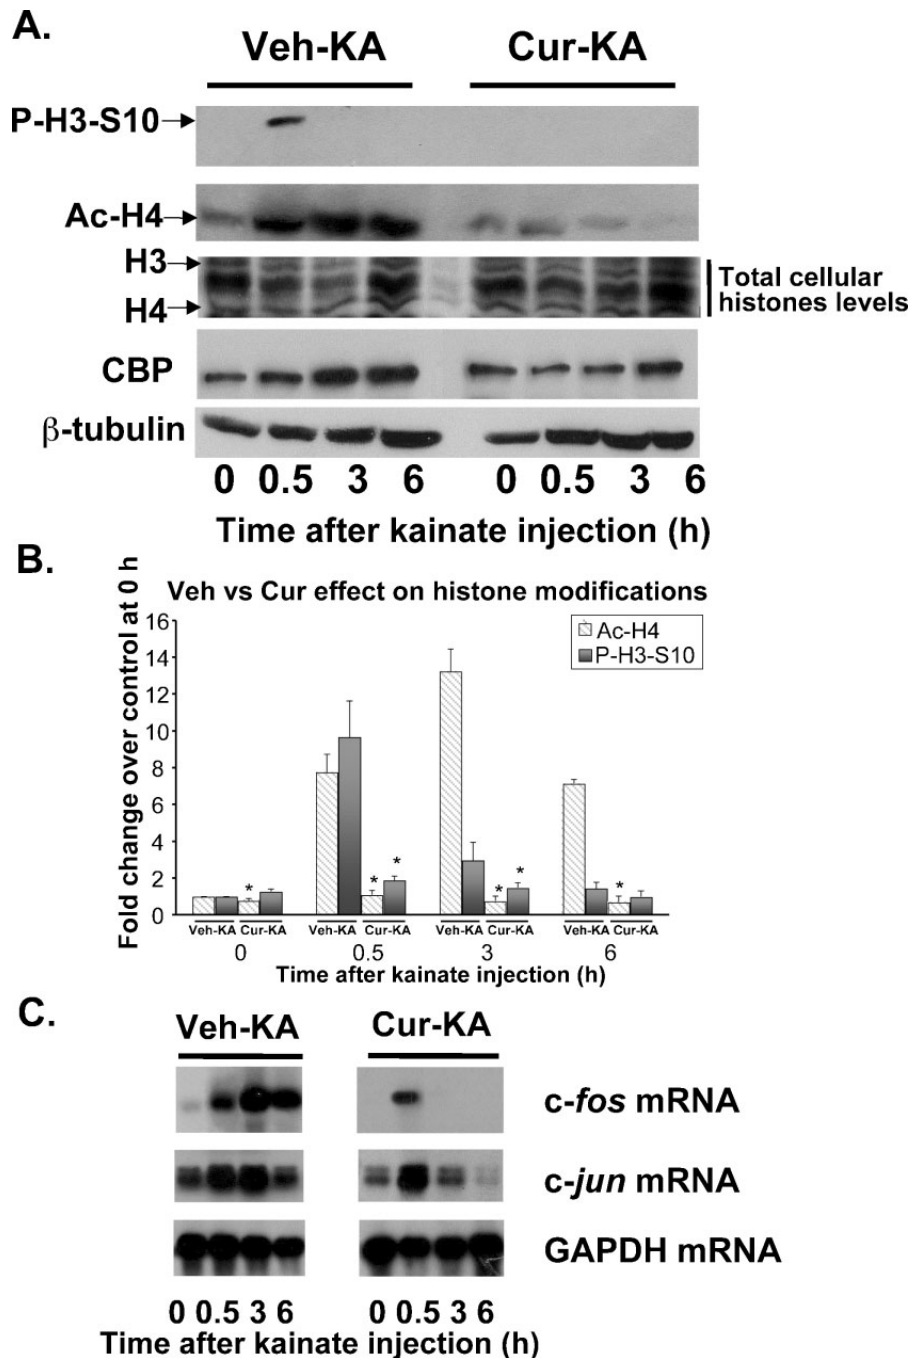 A.
Veh-KA Cur-KA
P-H3-S10
Ac-H4
H3
H4
Total cellular
histones levels
CBP
β-tubulin
0 0.5 3 6 0 0.5 3 6
Time after kainate injection (h)
B.
Veh vs Cur effect on histone modifications
Fold change over control at 0 h
16
14
12
10
8
6
4
2
0
Ac-H4
P-H3-S10
* * * * * *
Veh-KA Cur-KA Veh-KA Cur-KA Veh-KA Cur-KA Veh-KA Cur-KA
0 0.5 3 6
Time after kainate injection (h)
C.
Veh-KA Cur-KA
c-fos mRNA
c-jun mRNA
GAPDH mRNA
0 0.5 3 6 0 0.5 3 6
Time after kainate injection (h)